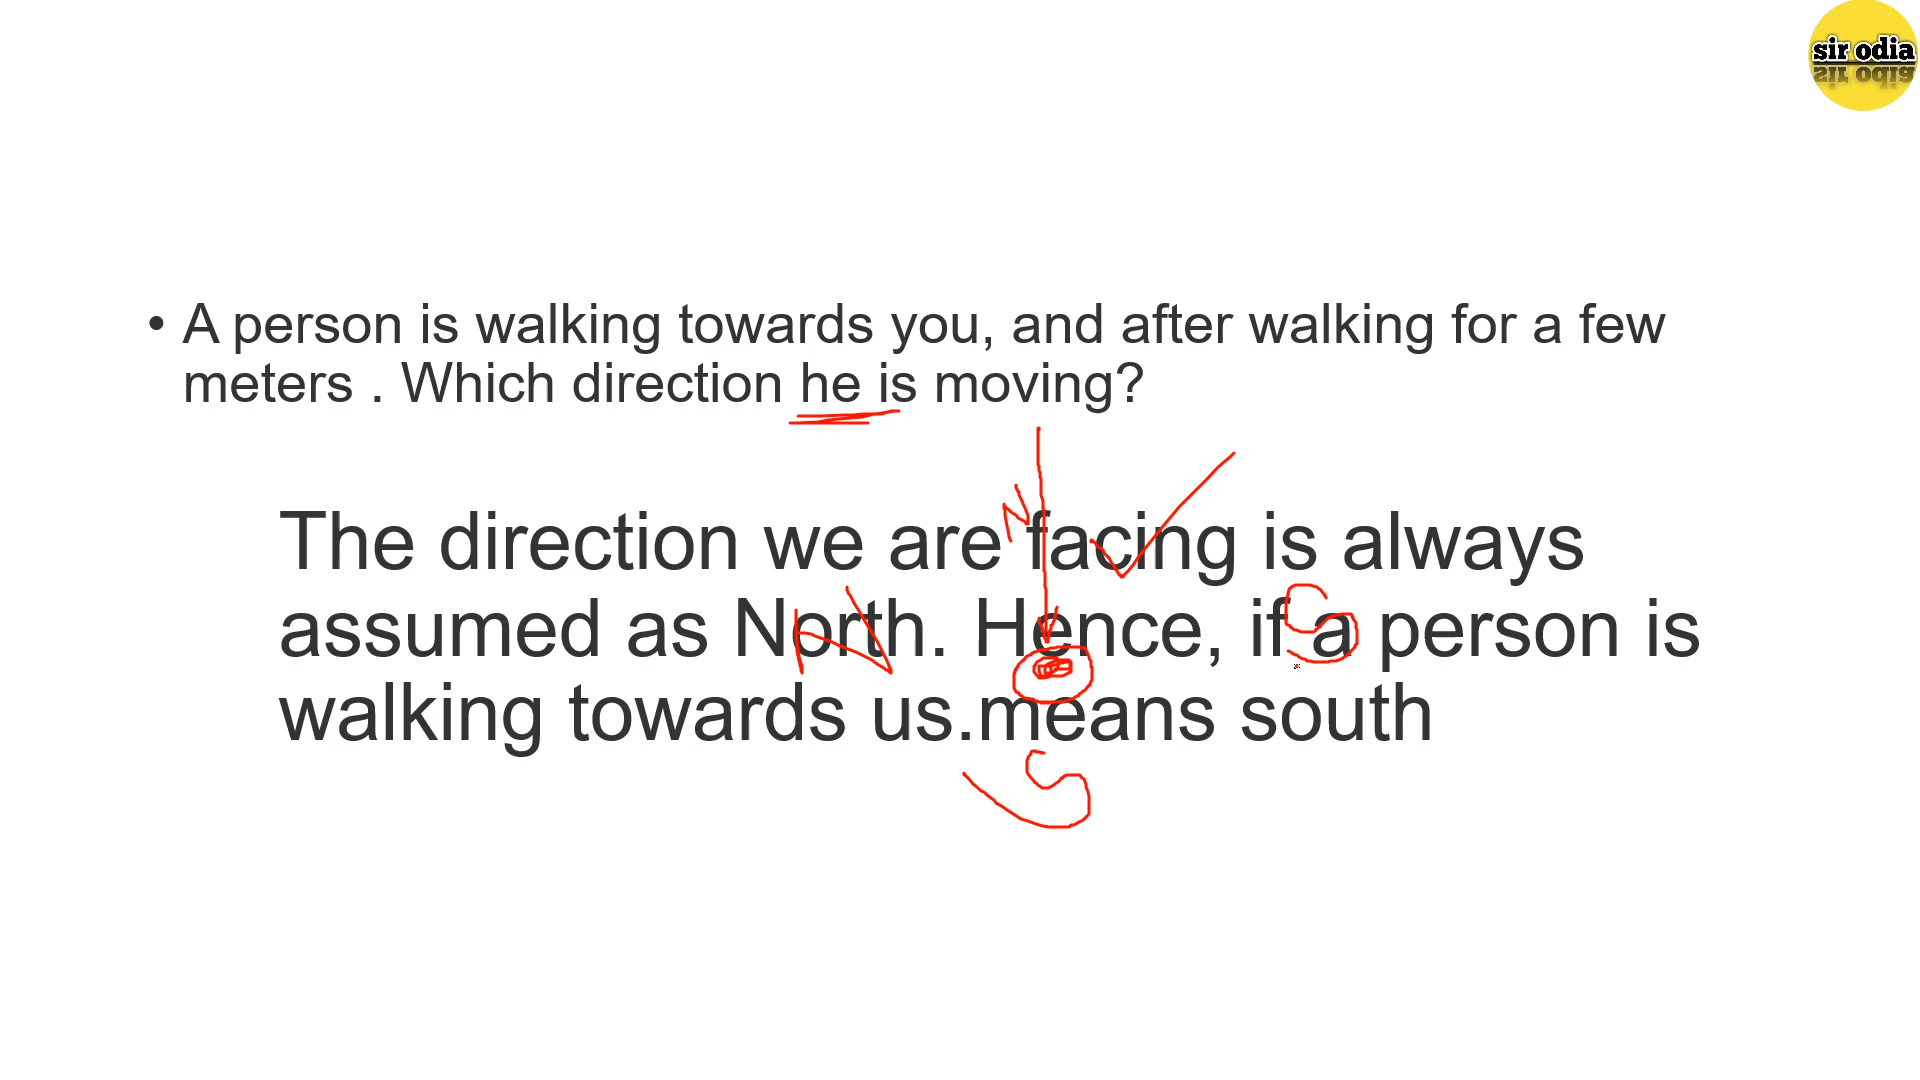 sir odia
• A person is walking towards you, and after walking for a few
meters . Which direction he is moving?
N
The direction we are facing is always
assumed as North. Hence, if a person is
N
S
walking towards us.means south
S